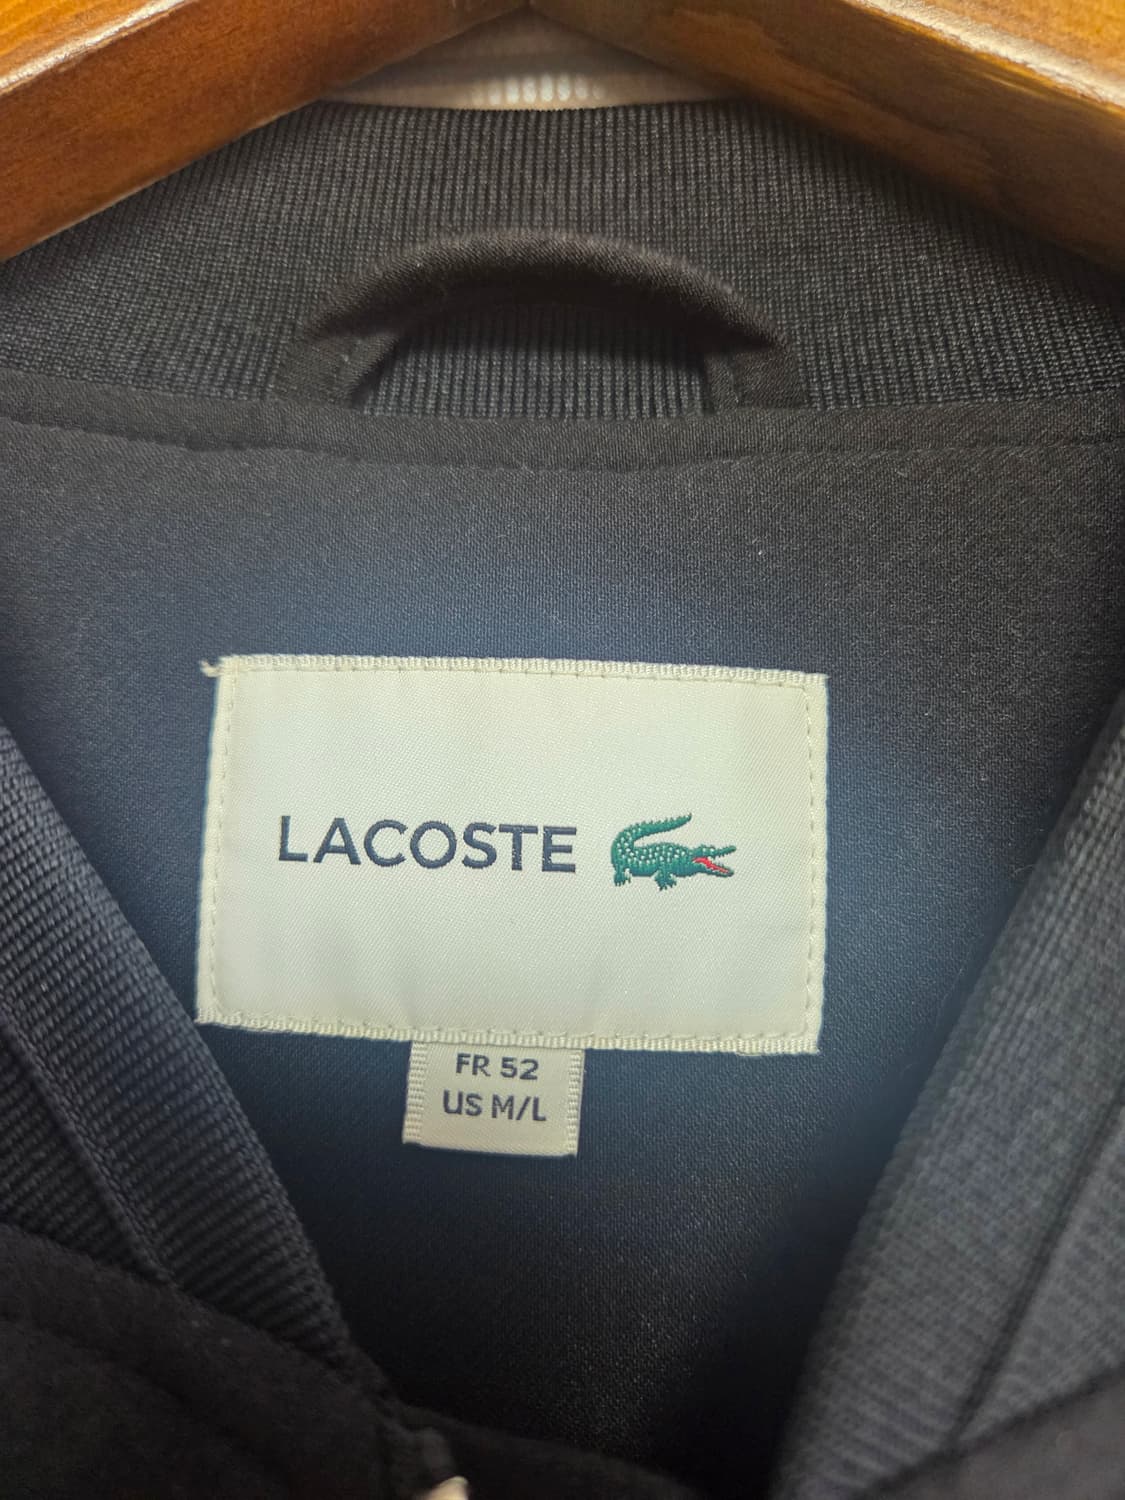 LACOSTE
FR 52
US M/L